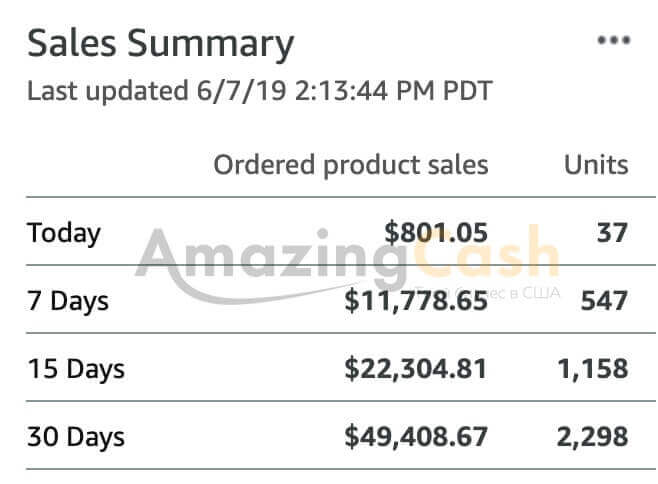 Sales Summary
Last updated 6/7/19 2:13:44 PM PDT
Ordered product sales Units
Today $801.05 37
AmazingCash
в США
7 Days $11,778.65 547
15 Days $22,304.81 1,158
30 Days $49,408.67 2,298